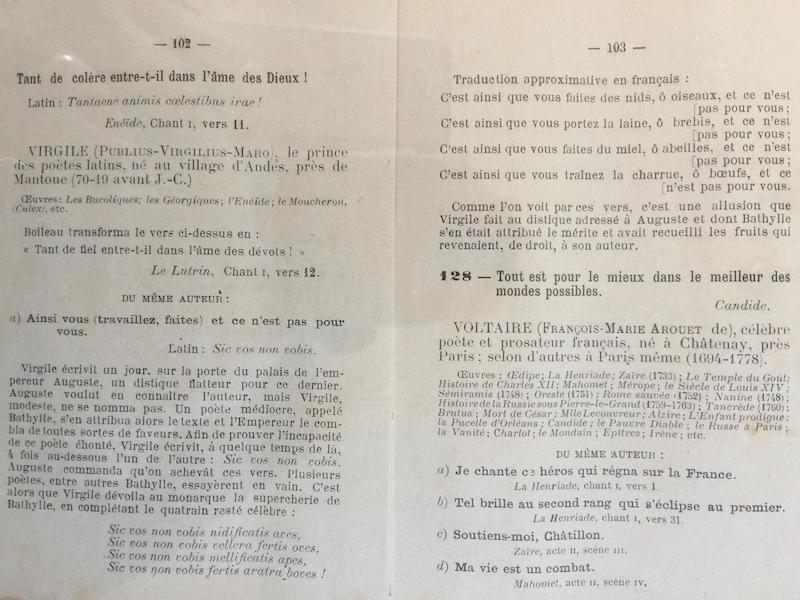 — 102 —
Tant de colère entre-t-il dans l'âme des Dieux !
Latin : Tantaene animis cœlestibus irae !
Enéïde, Chant I, vers 11.
VIRGILE (PUBLIUS-VIRGILIUS-MARO), le prince
des poètes latins, né au village d'Andès, près de
Mantoue (70-19 avant J.-C.)
Œuvres : Les Bucoliques; les Géorgiques; l'Enéide; le Moucheron,
(Culex), etc.
Boileau transforma le vers ci-dessus en :
« Tant de fiel entre-t-il dans l'âme des dévots ! »
Le Lutrin, Chant I, vers 12.
DU MÊME AUTEUR :
a) Ainsi vous (travaillez, faites) et ce n'est pas pour
vous.
Latin : Sic vos non vobis.
Virgile écrivit un jour, sur la porte du palais de l'em-
pereur Auguste, un distique flatteur pour ce dernier.
Auguste voulut en connaître l'auteur, mais Virgile,
modeste, ne se nomma pas. Un poète médiocre, appelé
Bathylle, s'en attribua alors le texte et l'Empereur le com-
bla de toutes sortes de faveurs. Afin de prouver l'incapacité
de ce poète éhonté, Virgile écrivit, à quelque temps de là,
4 fois au-dessous l'un de l'autre : Sic vos non vobis.
Auguste commanda qu'on achevât ces vers. Plusieurs
poètes, entre autres Bathylle, essayèrent en vain. C'est
alors que Virgile dévoila au monarque la supercherie de
Bathylle, en complétant le quatrain resté célèbre :
Sic vos non vobis nidificatis aves,
Sic vos non vobis vellera fertis oves,
Sic vos non vobis mellificatis apes,
Sic vos non vobis fertis aratra boves !
— 103 —
Traduction approximative en français :
C'est ainsi que vous faites des nids, ô oiseaux, et ce n'est
[pas pour vous ;
C'est ainsi que vous portez la laine, ô brebis, et ce n'est
[pas pour vous ;
C'est ainsi que vous faites du miel, ô abeilles, et ce n'est
[pas pour vous ;
C'est ainsi que vous traînez la charrue, ô bœufs, et ce
[n'est pas pour vous.
Comme l'on voit par ces vers, c'est une allusion que
Virgile fait au distique adressé à Auguste et dont Bathylle
s'en était attribué le mérite et avait recueilli les fruits qui
revenaient, de droit, à son auteur.
128 — Tout est pour le mieux dans le meilleur des
mondes possibles.
Candide.
VOLTAIRE (FRANÇOIS-MARIE AROUET de), célèbre
poète et prosateur français, né à Châtenay, près
Paris ; selon d'autres à Paris même (1694-1778).
Œuvres : Œdipe; La Henriade; Zaïre (1733) ; Le Temple du Goût;
Histoire de Charles XII; Mahomet ; Mérope; le Siècle de Louis XIV ;
Sémiramis (1748) ; Oreste (1751) ; Rome sauvée (1752) ; Nanine (1748) ;
Histoire de la Russie sous Pierre-le-Grand (1759-1763) ; Tancrède (1760) ;
Brutus ; Mort de César; Mlle Lecouvreur; Alzire; L'Enfant prodigue ;
la Pucelle d'Orléans ; Candide; le Pauvre Diable ; le Russe à Paris ;
la Vanité; Charlot; le Mondain ; Epîtres; Irène ; etc.
DU MÊME AUTEUR :
a) Je chante ce héros qui régna sur la France.
La Henriade, chant I, vers 1.
b) Tel brille au second rang qui s'éclipse au premier.
La Henriade, chant I, vers 31.
c) Soutiens-moi, Châtillon.
Zaïre, acte II, scène III.
d) Ma vie est un combat.
Mahomet, acte II, scène IV.